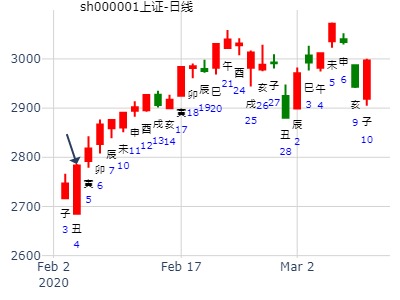 sh000001上证-日线
3000
2900
2800
2700
2600
子
3
丑
4
寅
5
卯
6
辰
7
未
10
申
11
酉
12
戌
13
亥
14
寅
17
卯
18
辰
19
巳
20
午
21
酉
24
戌
25
亥
26
子
27
丑
28
辰
2
巳
3
午
4
未
5
申
6
亥
9
子
10
Feb 2
2020
Feb 17
Mar 2